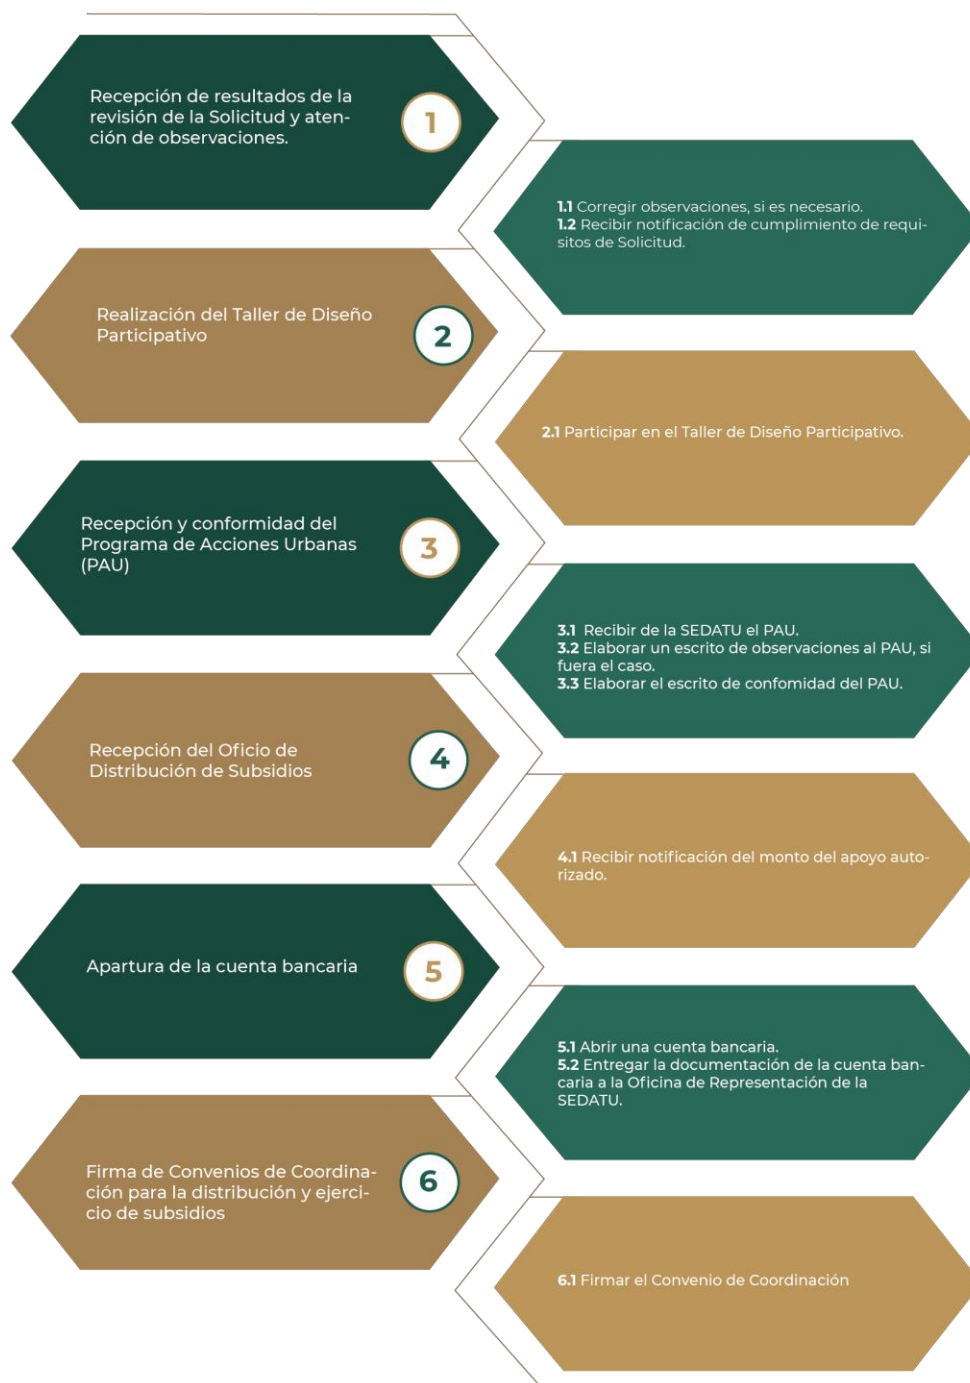 Recepción de resultados de la
revisión de la Solicitud y aten-
ción de observaciones.
1
1.1 Corregir observaciones, si es necesario.
1.2 Recibir notificación de cumplimiento de requi-
sitos de Solicitud.
Realización del Taller de Diseño
Participativo
2
2.1 Participar en el Taller de Diseño Participativo.
Recepción y conformidad del
Programa de Acciones Urbanas
(PAU)
3
3.1 Recibir de la SEDATU el PAU.
3.2 Elaborar un escrito de observaciones al PAU, si
fuera el caso.
3.3 Elaborar el escrito de confomidad del PAU.
Recepción del Oficio de
Distribución de Subsidios
4
4.1 Recibir notificación del monto del apoyo auto-
rizado.
Apartura de la cuenta bancaria
5
5.1 Abrir una cuenta bancaria.
5.2 Entregar la documentación de la cuenta ban-
caria a la Oficina de Representación de la
SEDATU.
Firma de Convenios de Coordina-
ción para la distribución y ejerci-
cio de subsidios
6
6.1 Firmar el Convenio de Coordinación